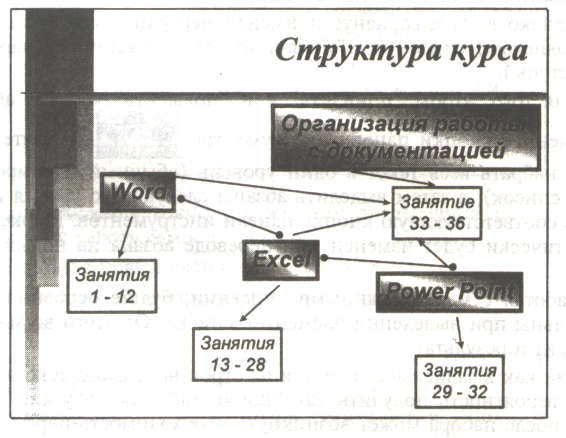 Структура курса
Организация работы
с документацией
Word
Занятие
33 - 36
Excel
Занятия
1 - 12
Power Point
Занятия
13 - 28
Занятия
29 - 32